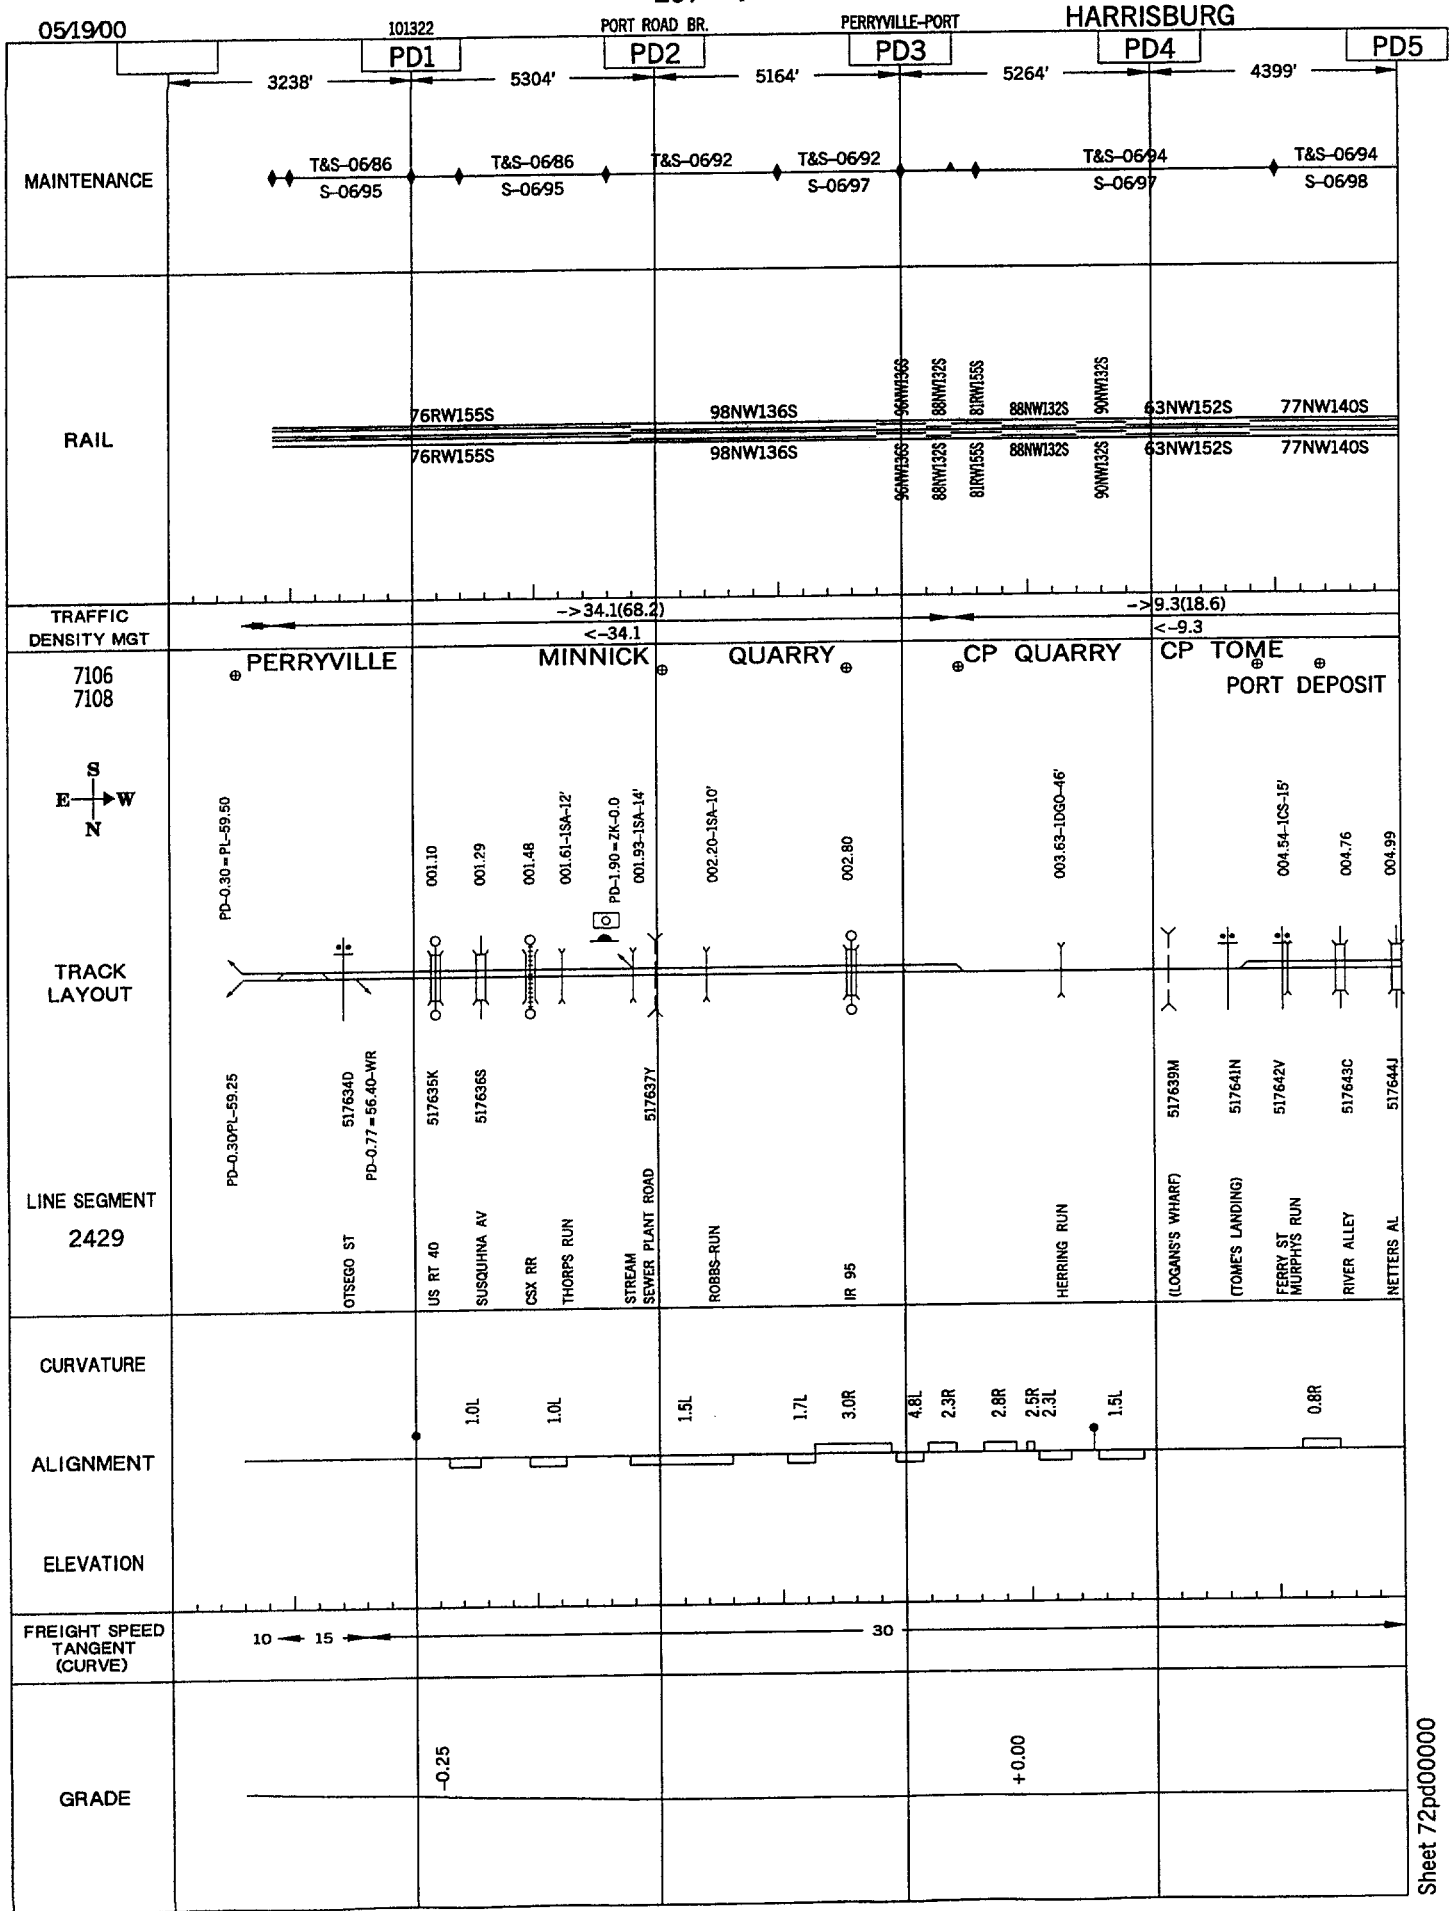 HARRISBURG
05/19/00
101322
PORT ROAD BR.
PERRYVILLE-PORT
PD1
PD2
PD3
PD4
PD5
3238'
5304'
5164'
5264'
4399'
MAINTENANCE
T&S-06/86
T&S-06/86
T&S-06/92
T&S-06/92
T&S-06/94
T&S-06/94
S-06/95
S-06/95
S-06/97
S-06/97
S-06/98
RAIL
96NW136S
88NW132S
81RW155S
90NW132S
76RW155S
98NW136S
88NW132S
63NW152S
77NW140S
76RW155S
98NW136S
88NW132S
63NW152S
77NW140S
96NW136S
88NW132S
81RW155S
90NW132S
TRAFFIC
DENSITY MGT
->34.1(68.2)
->9.3(18.6)
<-34.1
<-9.3
7106
7108
PERRYVILLE
MINNICK
QUARRY
CP QUARRY
CP TOME
PORT DEPOSIT
S
E
W
N
PD-0.30=PL-59.50
001.10
001.29
001.48
001.61-1SA-12'
PD-1.90=ZK-0.0
001.93-1SA-14'
002.20-1SA-10'
002.80
003.63-1DGO-46'
004.54-1CS-15'
004.76
004.99
TRACK
LAYOUT
PD-0.30/PL-59.25
517634D
PD-0.77=56.40-WR
517635K
517636S
517637Y
517639M
517641N
517642V
517643C
517644J
LINE SEGMENT
2429
OTSEGO ST
US RT 40
SUSQUHNA AV
CSX RR
THORPS RUN
STREAM
SEWER PLANT ROAD
ROBBS-RUN
IR 95
HERRING RUN
(LOGANS'S WHARF)
(TOME'S LANDING)
FERRY ST
MURPHYS RUN
RIVER ALLEY
NETTERS AL
CURVATURE
1.0L
1.0L
1.5L
1.7L
3.0R
4.8L
2.3R
2.8R
2.5R
2.3L
1.5L
0.8R
ALIGNMENT
ELEVATION
FREIGHT SPEED
TANGENT
(CURVE)
10
15
30
GRADE
-0.25
+0.00
Sheet 72pd00000